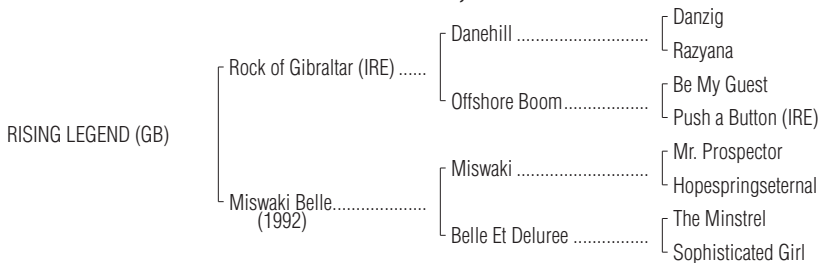 Danzig
Danehill ............................
Razyana
Rock of Gibraltar (IRE) ......
Be My Guest
Offshore Boom..................
Push a Button (IRE)
RISING LEGEND (GB)
Mr. Prospector
Miswaki ............................
Hopespringseternal
Miswaki Belle....................
(1992)
The Minstrel
Belle Et Deluree ................
Sophisticated Girl